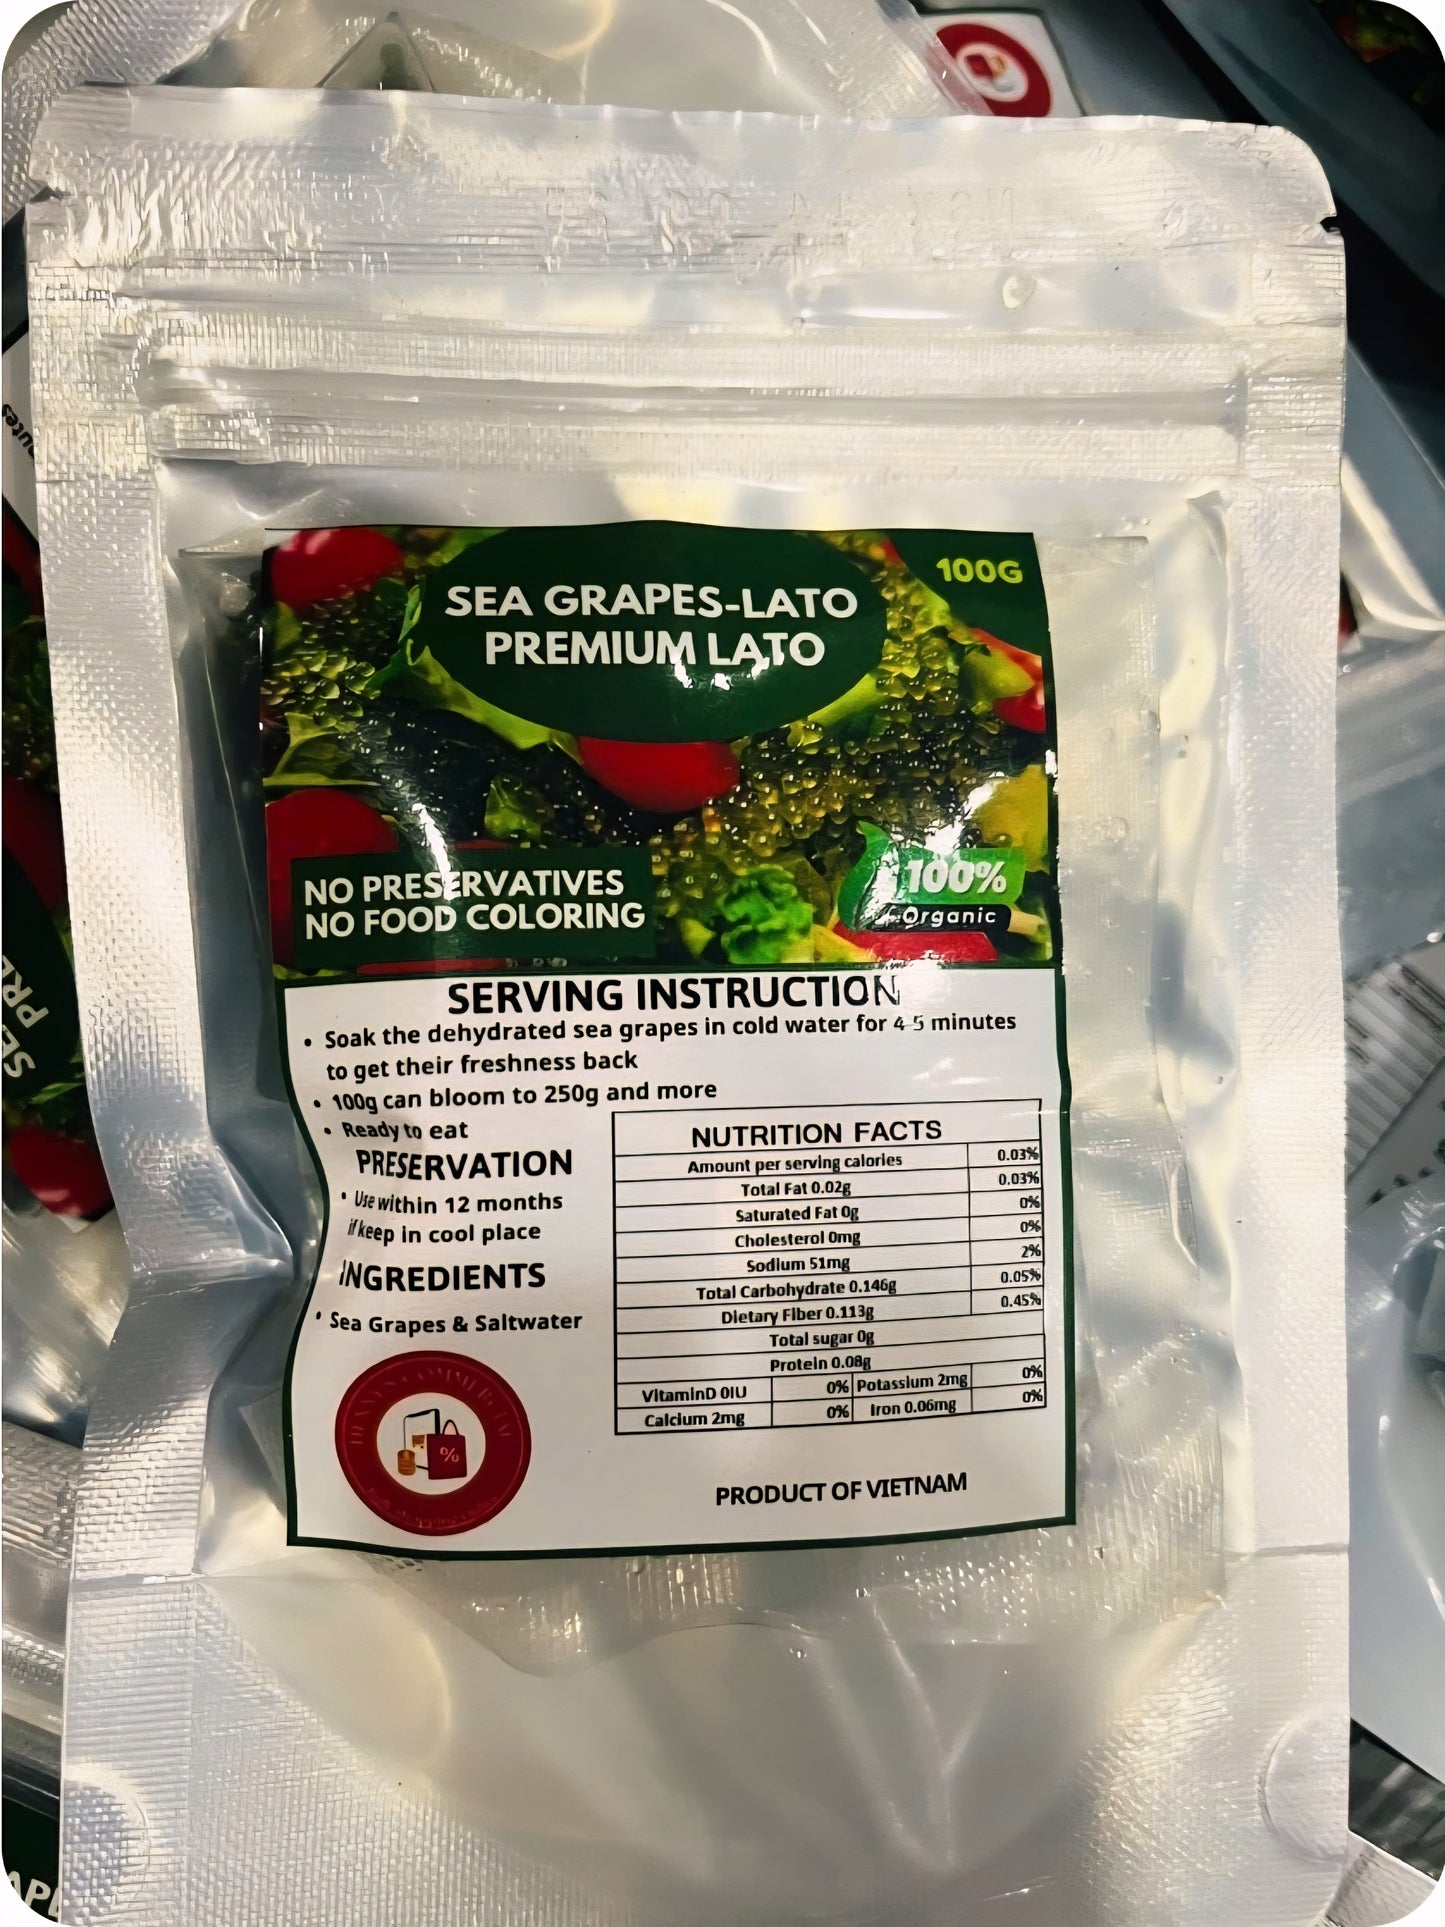 100G
SEA GRAPES-LATO
PREMIUM LATO
NO PRESERVATIVES
NO FOOD COLORING
100%
Organic
SERVING INSTRUCTION
• Soak the dehydrated sea grapes in cold water for 4-5 minutes
to get their freshness back
• 100g can bloom to 250g and more
• Ready to eat
PRESERVATION
• Use within 12 months
if keep in cool place
INGREDIENTS
• Sea Grapes & Saltwater
NUTRITION FACTS
Amount per serving calories 0.03%
Total Fat 0.02g 0.03%
Saturated Fat 0g 0%
Cholesterol 0mg 0%
Sodium 51mg 2%
Total Carbohydrate 0.146g 0.05%
Dietary Fiber 0.113g 0.45%
Total sugar 0g
Protein 0.08g
VitaminD 0IU 0% Potassium 2mg 0%
Calcium 2mg 0% Iron 0.06mg 0%
%
PRODUCT OF VIETNAM